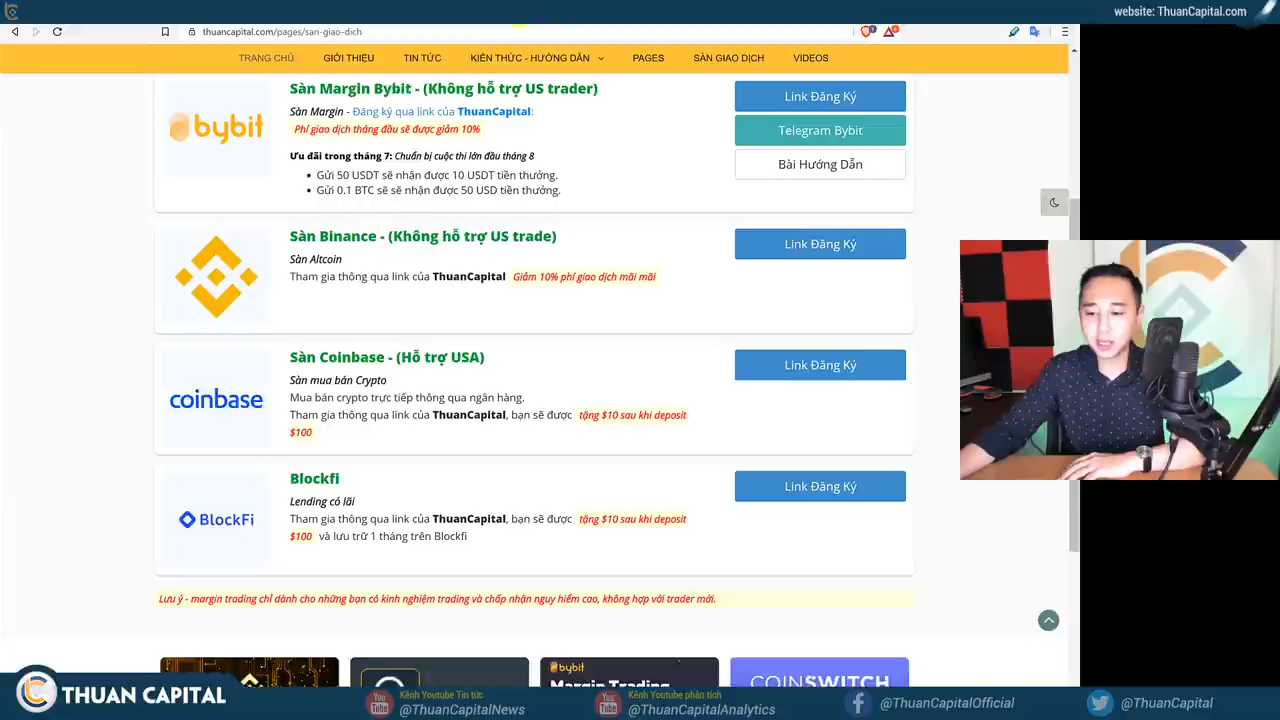 website: ThuanCapital.com
thuancapital.com/pages/san-giao-dich
TRANG CHỦ
GIỚI THIỆU
TIN TỨC
KIẾN THỨC - HƯỚNG DẪN
PAGES
SÀN GIAO DỊCH
VIDEOS
bybit
Sàn Margin Bybit - (Không hỗ trợ US trader)
Sàn Margin - Đăng ký qua link của ThuanCapital:
Phí giao dịch tháng đầu sẽ được giảm 10%
Ưu đãi trong tháng 7: Chuẩn bị cuộc thi lớn đầu tháng 8
Gửi 50 USDT sẽ nhận được 10 USDT tiền thưởng.
Gửi 0.1 BTC sẽ sẽ nhận được 50 USD tiền thưởng.
Link Đăng Ký
Telegram Bybit
Bài Hướng Dẫn
Sàn Binance - (Không hỗ trợ US trade)
Sàn Altcoin
Tham gia thông qua link của ThuanCapital Giảm 10% phí giao dịch mãi mãi
Link Đăng Ký
coinbase
Sàn Coinbase - (Hỗ trợ USA)
Sàn mua bán Crypto
Mua bán crypto trực tiếp thông qua ngân hàng.
Tham gia thông qua link của ThuanCapital, bạn sẽ được tặng $10 sau khi deposit
$100
Link Đăng Ký
BlockFi
Blockfi
Lending có lãi
Tham gia thông qua link của ThuanCapital, bạn sẽ được tặng $10 sau khi deposit
$100 và lưu trữ 1 tháng trên Blockfi
Link Đăng Ký
Lưu ý - margin trading chỉ dành cho những bạn có kinh nghiệm trading và chấp nhận nguy hiểm cao, không hợp với trader mới.
bybit
Margin Trading
COINSWITCH
THUAN CAPITAL
You Tube
Kênh Youtube Tin tức
@ThuanCapitalNews
You Tube
Kênh Youtube phân tích
@ThuanCapitalAnalytics
@ThuanCapitalOfficial
@ThuanCapital